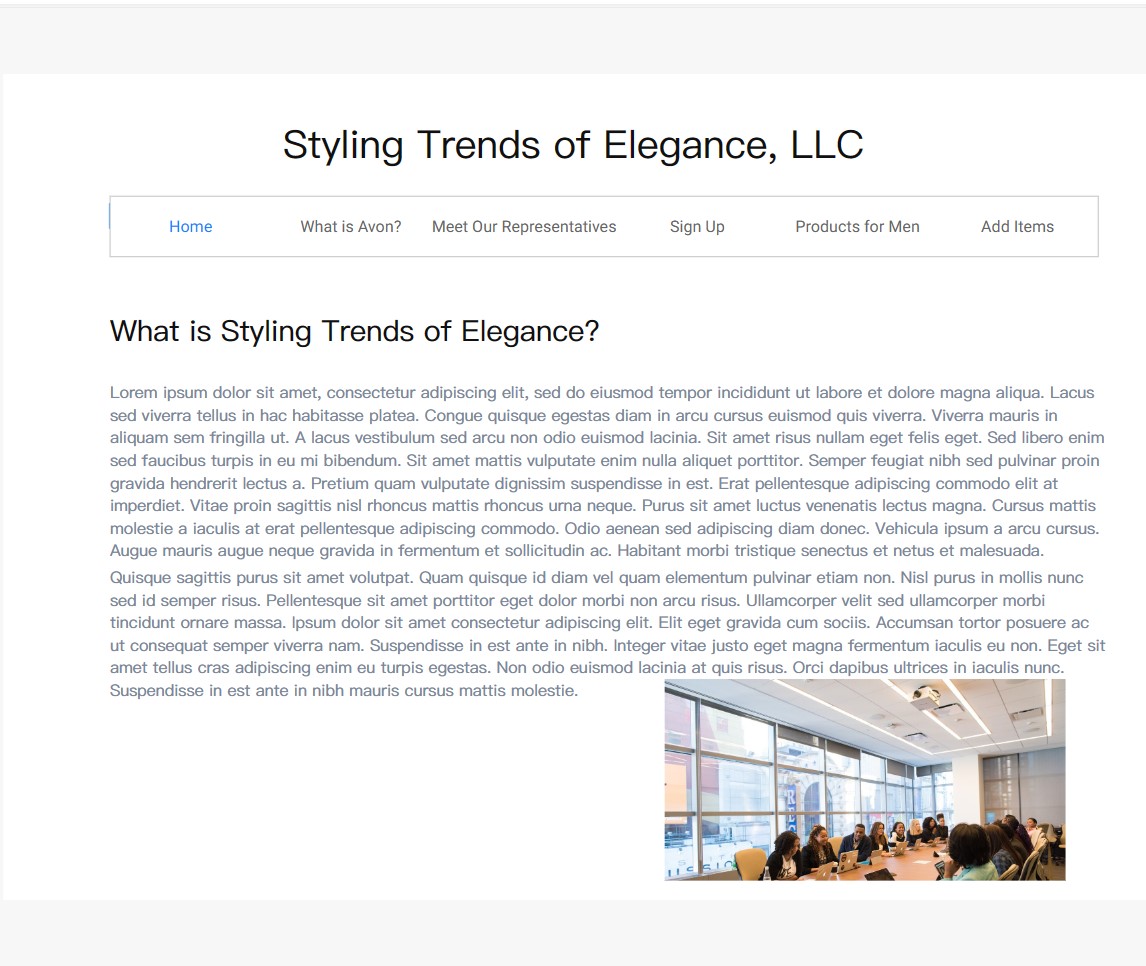 Styling Trends of Elegance, LLC
Home What is Avon? Meet Our Representatives Sign Up Products for Men Add Items
What is Styling Trends of Elegance?
Lorem ipsum dolor sit amet, consectetur adipiscing elit, sed do eiusmod tempor incididunt ut labore et dolore magna aliqua. Lacus
sed viverra tellus in hac habitasse platea. Congue quisque egestas diam in arcu cursus euismod quis viverra. Viverra mauris in
aliquam sem fringilla ut. A lacus vestibulum sed arcu non odio euismod lacinia. Sit amet risus nullam eget felis eget. Sed libero enim
sed faucibus turpis in eu mi bibendum. Sit amet mattis vulputate enim nulla aliquet porttitor. Semper feugiat nibh sed pulvinar proin
gravida hendrerit lectus a. Pretium quam vulputate dignissim suspendisse in est. Erat pellentesque adipiscing commodo elit at
imperdiet. Vitae proin sagittis nisl rhoncus mattis rhoncus urna neque. Purus sit amet luctus venenatis lectus magna. Cursus mattis
molestie a iaculis at erat pellentesque adipiscing commodo. Odio aenean sed adipiscing diam donec. Vehicula ipsum a arcu cursus.
Augue mauris augue neque gravida in fermentum et sollicitudin ac. Habitant morbi tristique senectus et netus et malesuada.
Quisque sagittis purus sit amet volutpat. Quam quisque id diam vel quam elementum pulvinar etiam non. Nisl purus in mollis nunc
sed id semper risus. Pellentesque sit amet porttitor eget dolor morbi non arcu risus. Ullamcorper velit sed ullamcorper morbi
tincidunt ornare massa. Ipsum dolor sit amet consectetur adipiscing elit. Elit eget gravida cum sociis. Accumsan tortor posuere ac
ut consequat semper viverra nam. Suspendisse in est ante in nibh. Integer vitae justo eget magna fermentum iaculis eu non. Eget sit
amet tellus cras adipiscing enim eu turpis egestas. Non odio euismod lacinia at quis risus. Orci dapibus ultrices in iaculis nunc.
Suspendisse in est ante in nibh mauris cursus mattis molestie.